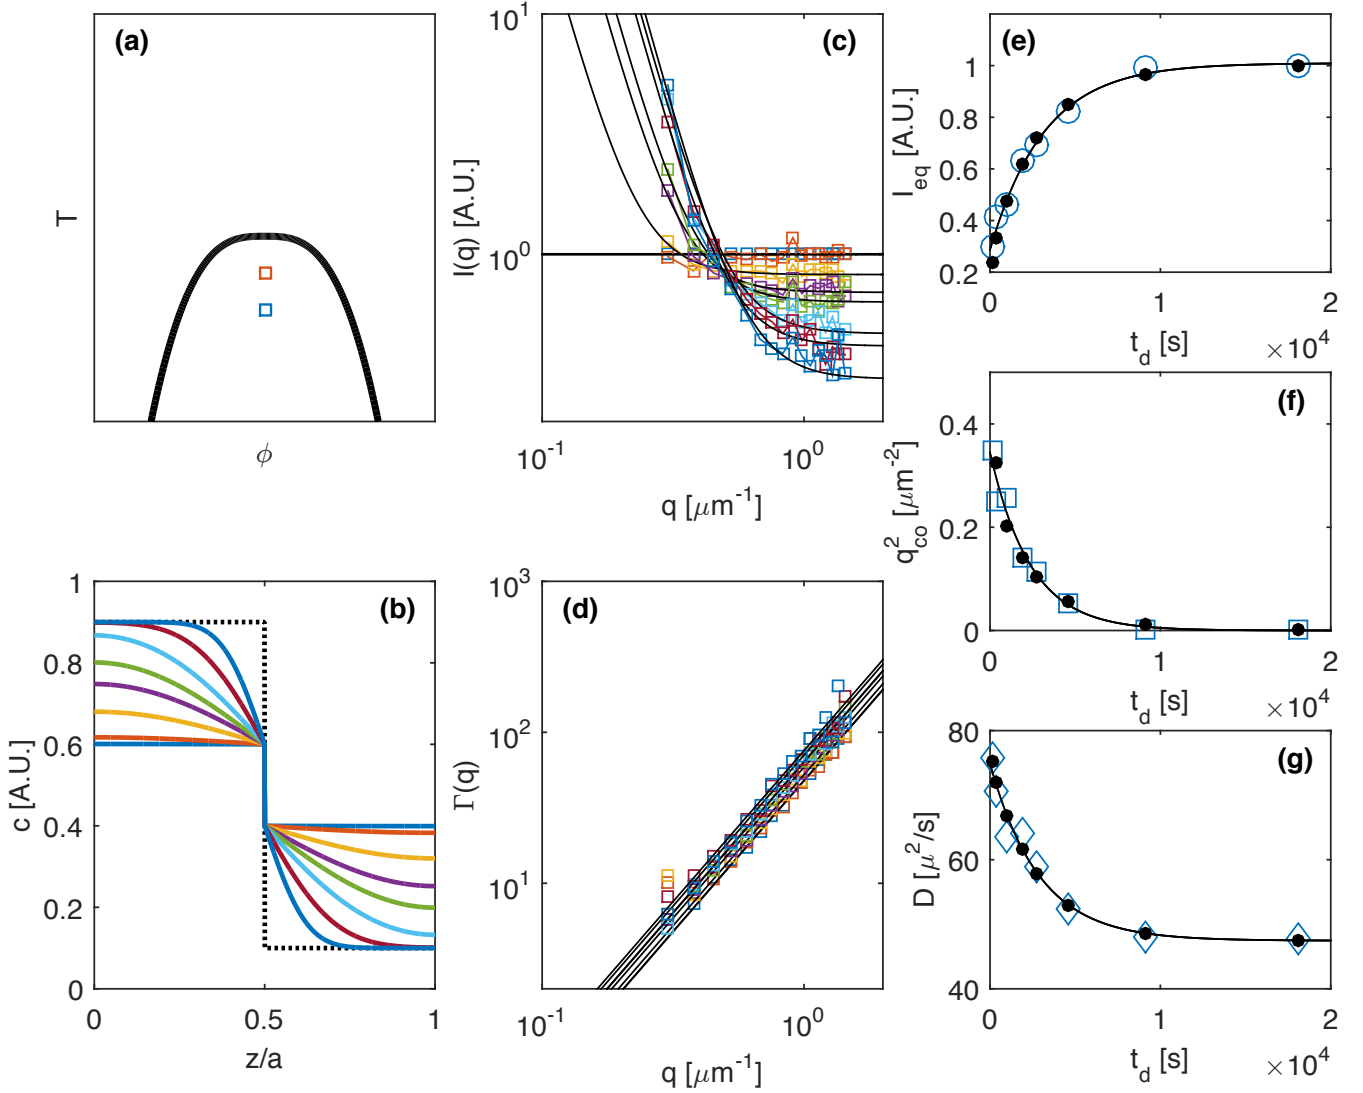 (a)
T
ϕ
(b)
c [A.U.]
1
0.8
0.6
0.4
0.2
0
0 0.5 1
z/a
(c)
I(q) [A.U.]
10^1
10^0
10^-1 10^0
q [μm^-1]
(d)
Γ(q)
10^3
10^2
10^1
10^-1 10^0
q [μm^-1]
(e)
I_eq [A.U.]
1
0.8
0.6
0.4
0.2
0 1 2
t_d [s] ×10^4
(f)
q^2_co [μm^-2]
0.4
0.2
0
0 1 2
t_d [s] ×10^4
(g)
D [μ^2/s]
80
60
40
0 1 2
t_d [s] ×10^4